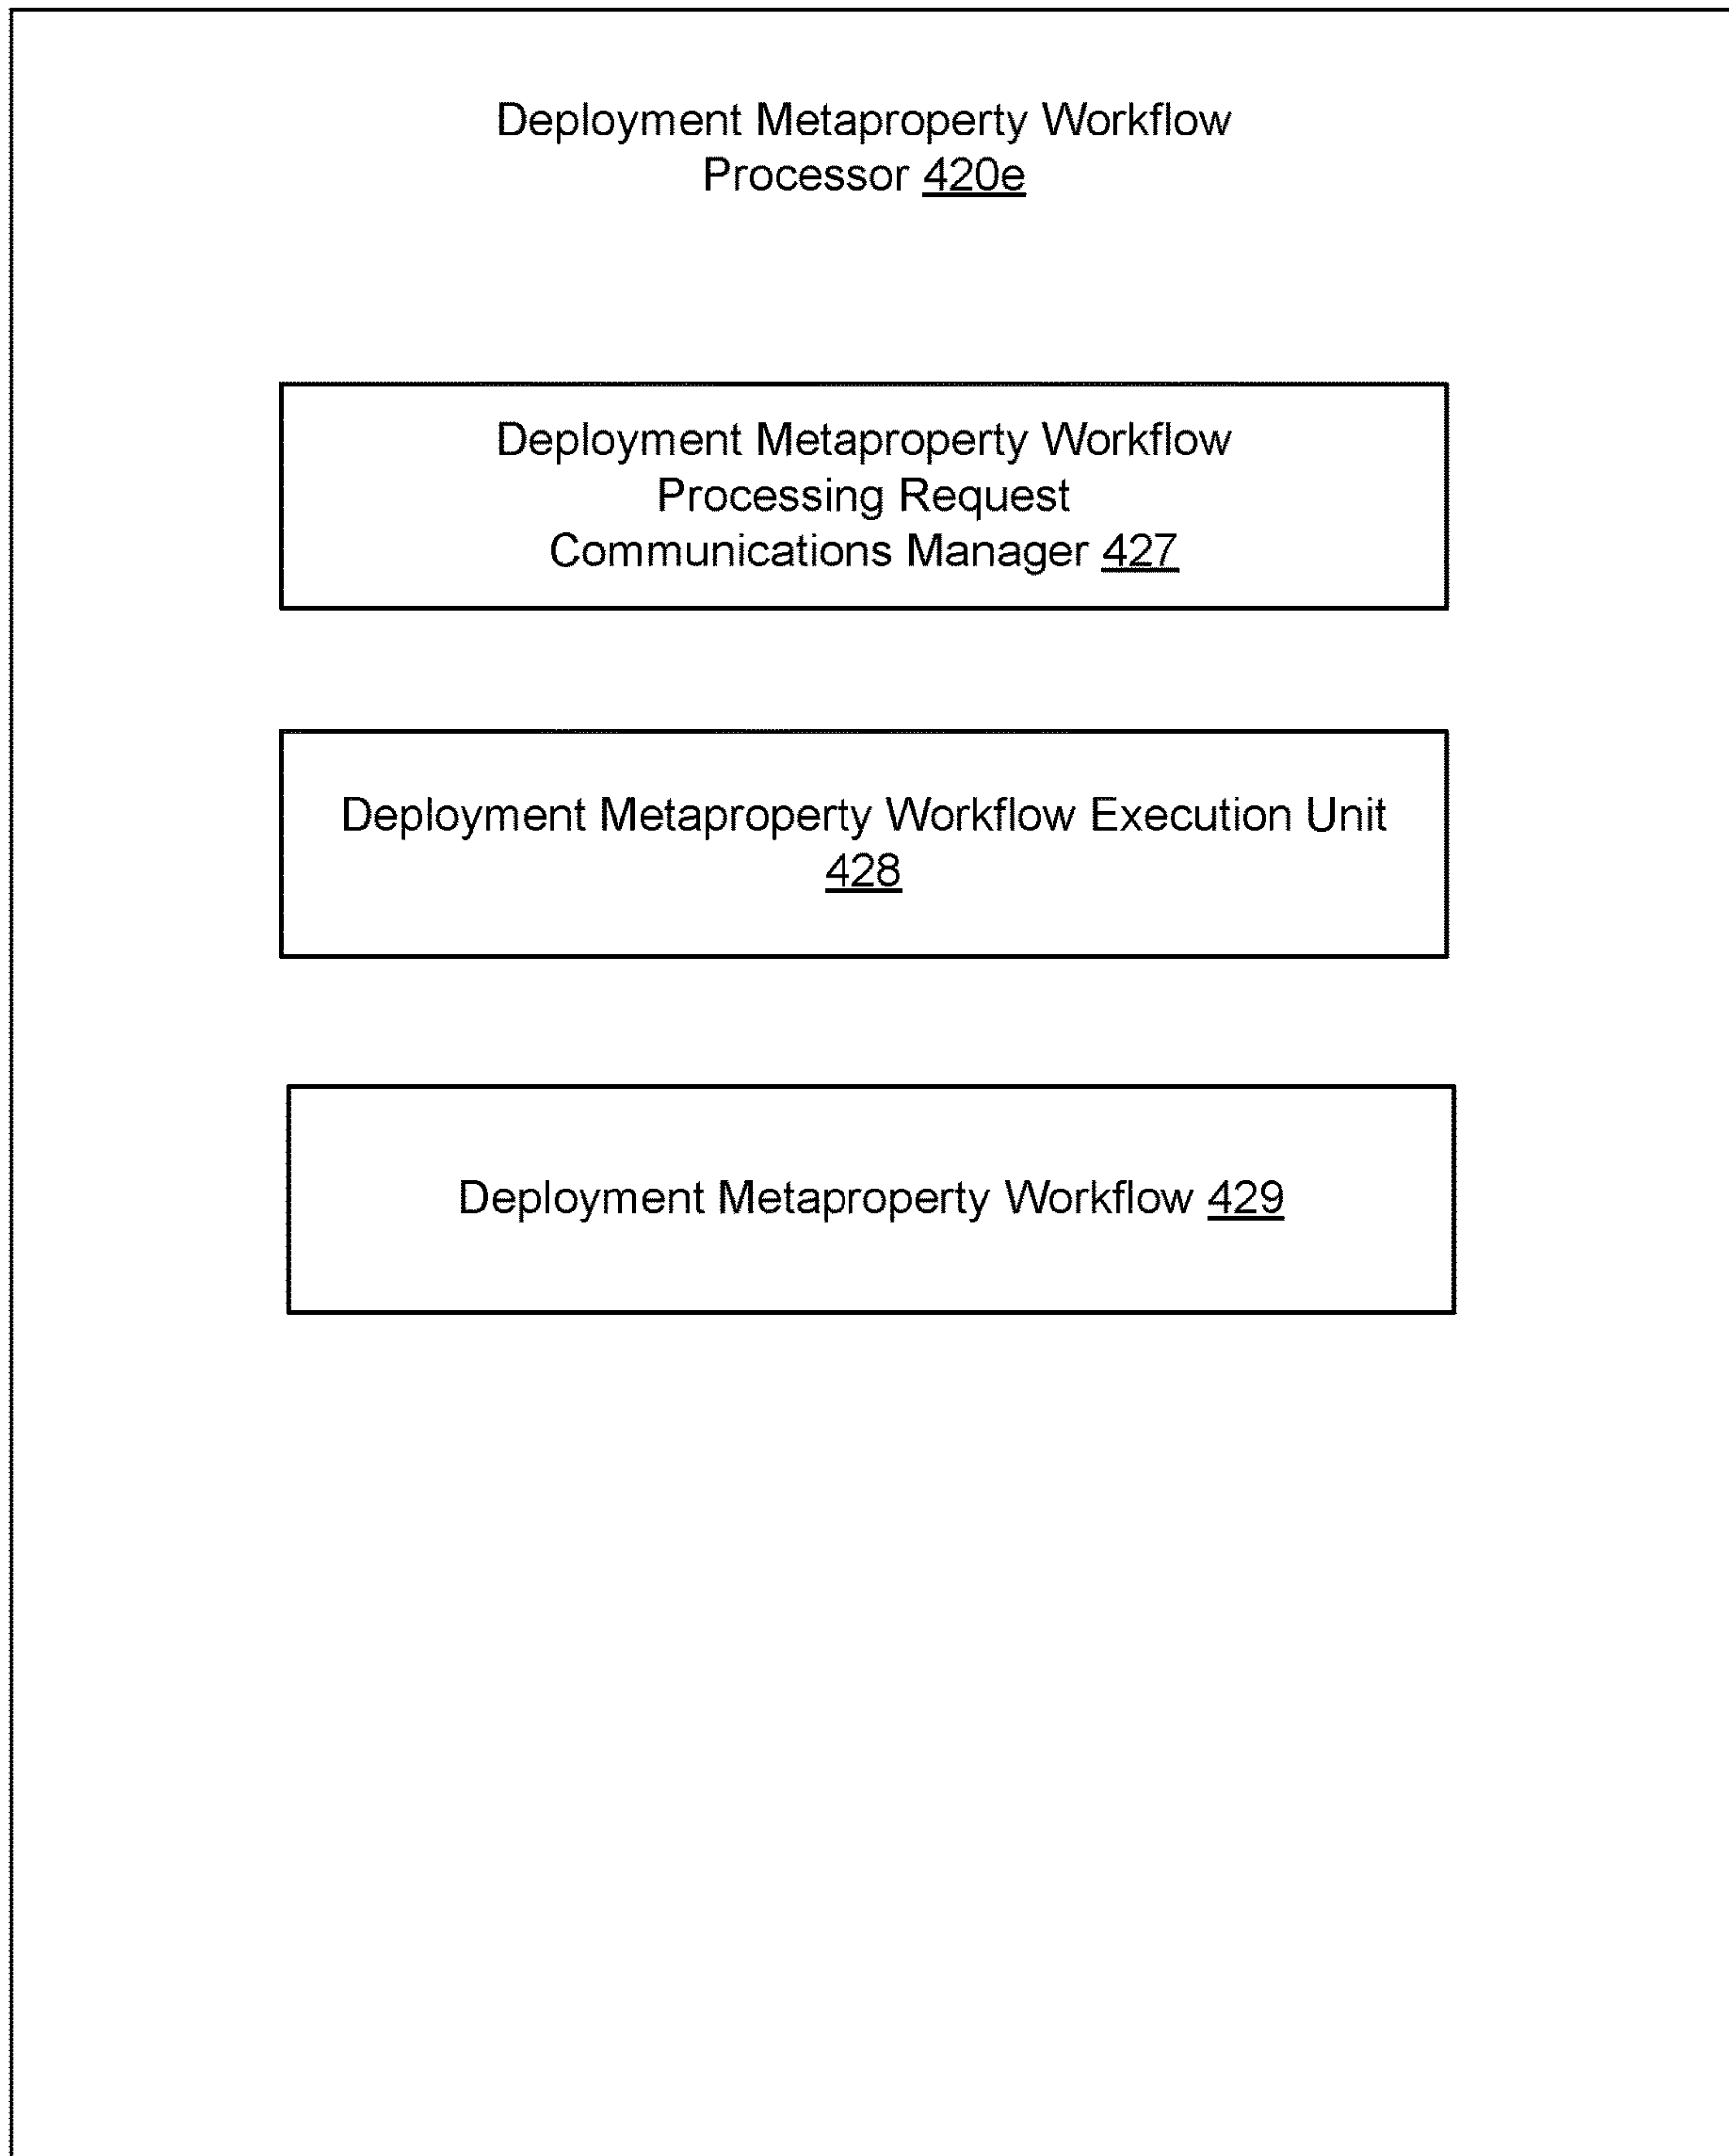 Deployment Metaproperty Workflow
Processor 420e
Deployment Metaproperty Workflow
Processing Request
Communications Manager 427
Deployment Metaproperty Workflow Execution Unit
428
Deployment Metaproperty Workflow 429